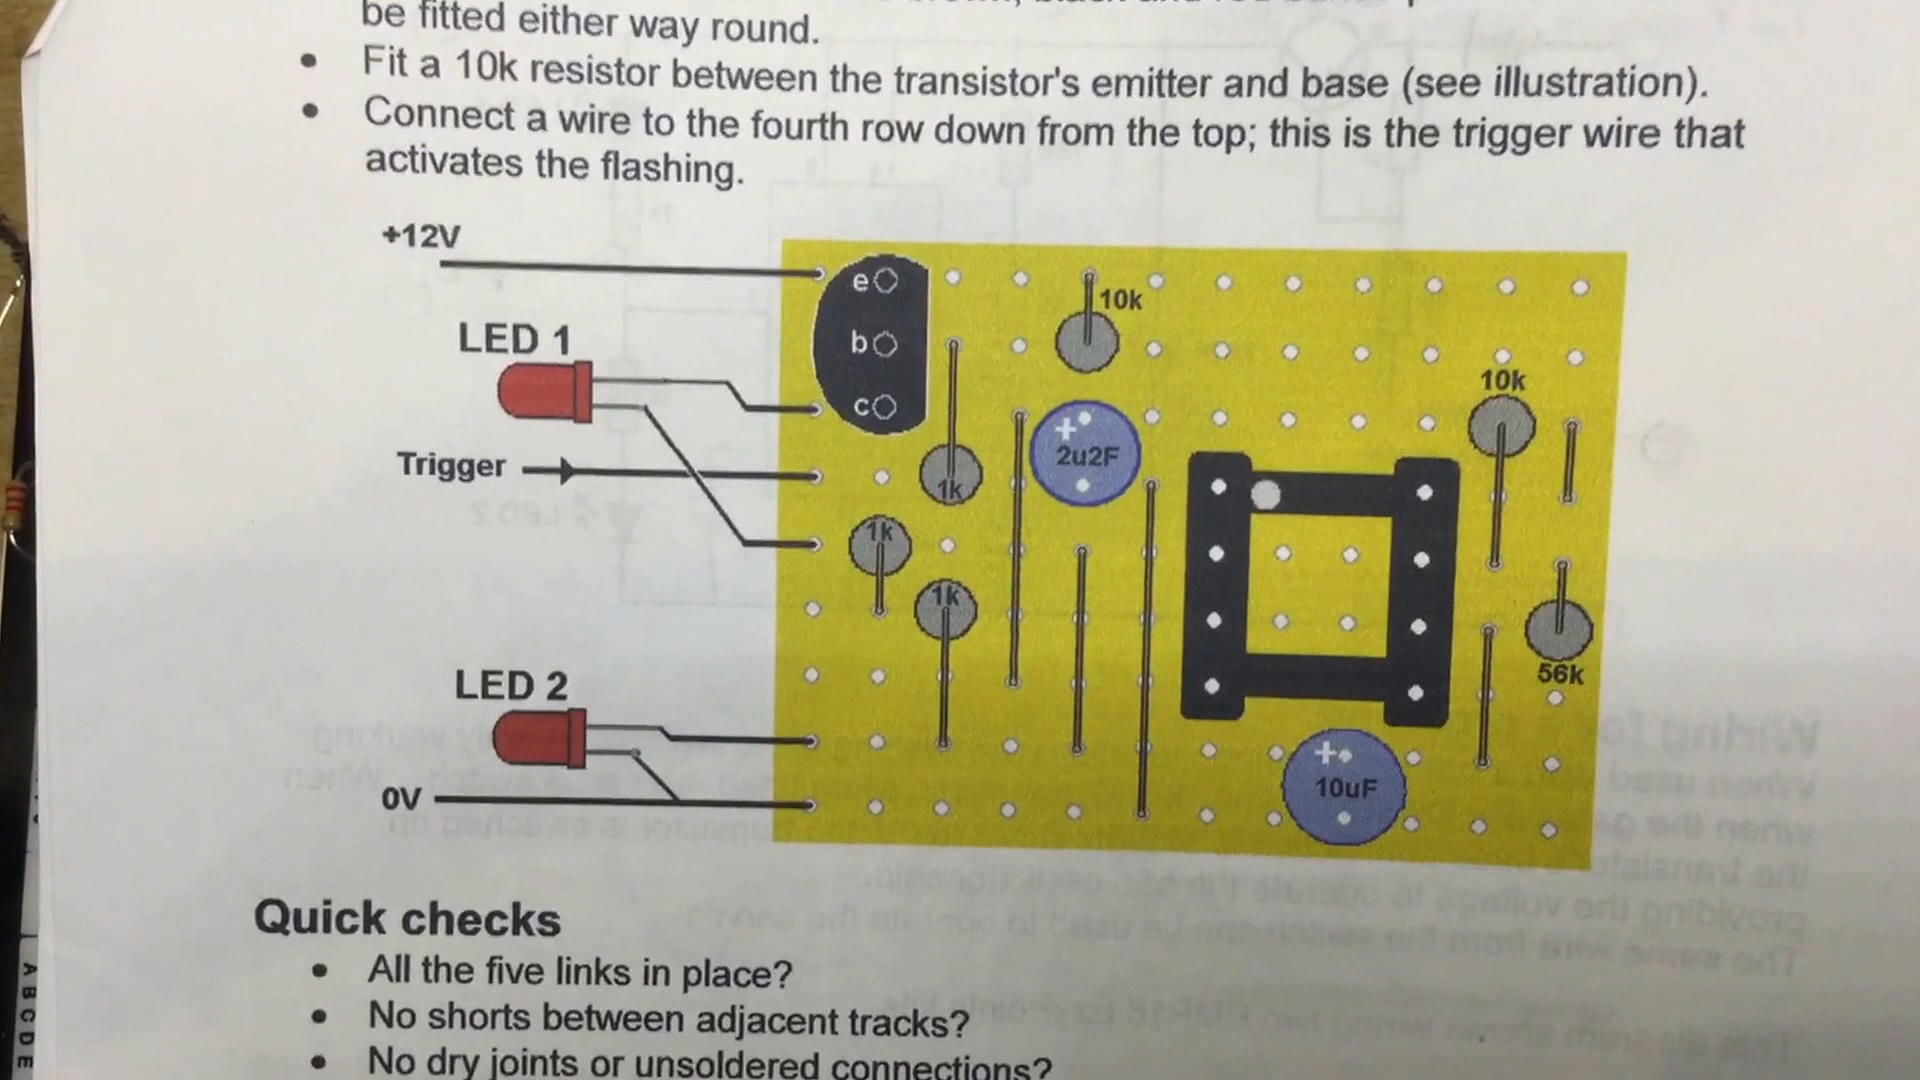 be fitted either way round.
• Fit a 10k resistor between the transistor's emitter and base (see illustration).
• Connect a wire to the fourth row down from the top; this is the trigger wire that
activates the flashing.
+12V
e
10k
LED 1
b
10k
c
2u2F
Trigger
1k
1k
1k
LED 2
56k
0V
10uF
Quick checks
• All the five links in place?
• No shorts between adjacent tracks?
• No dry joints or unsoldered connections?
A B C D E